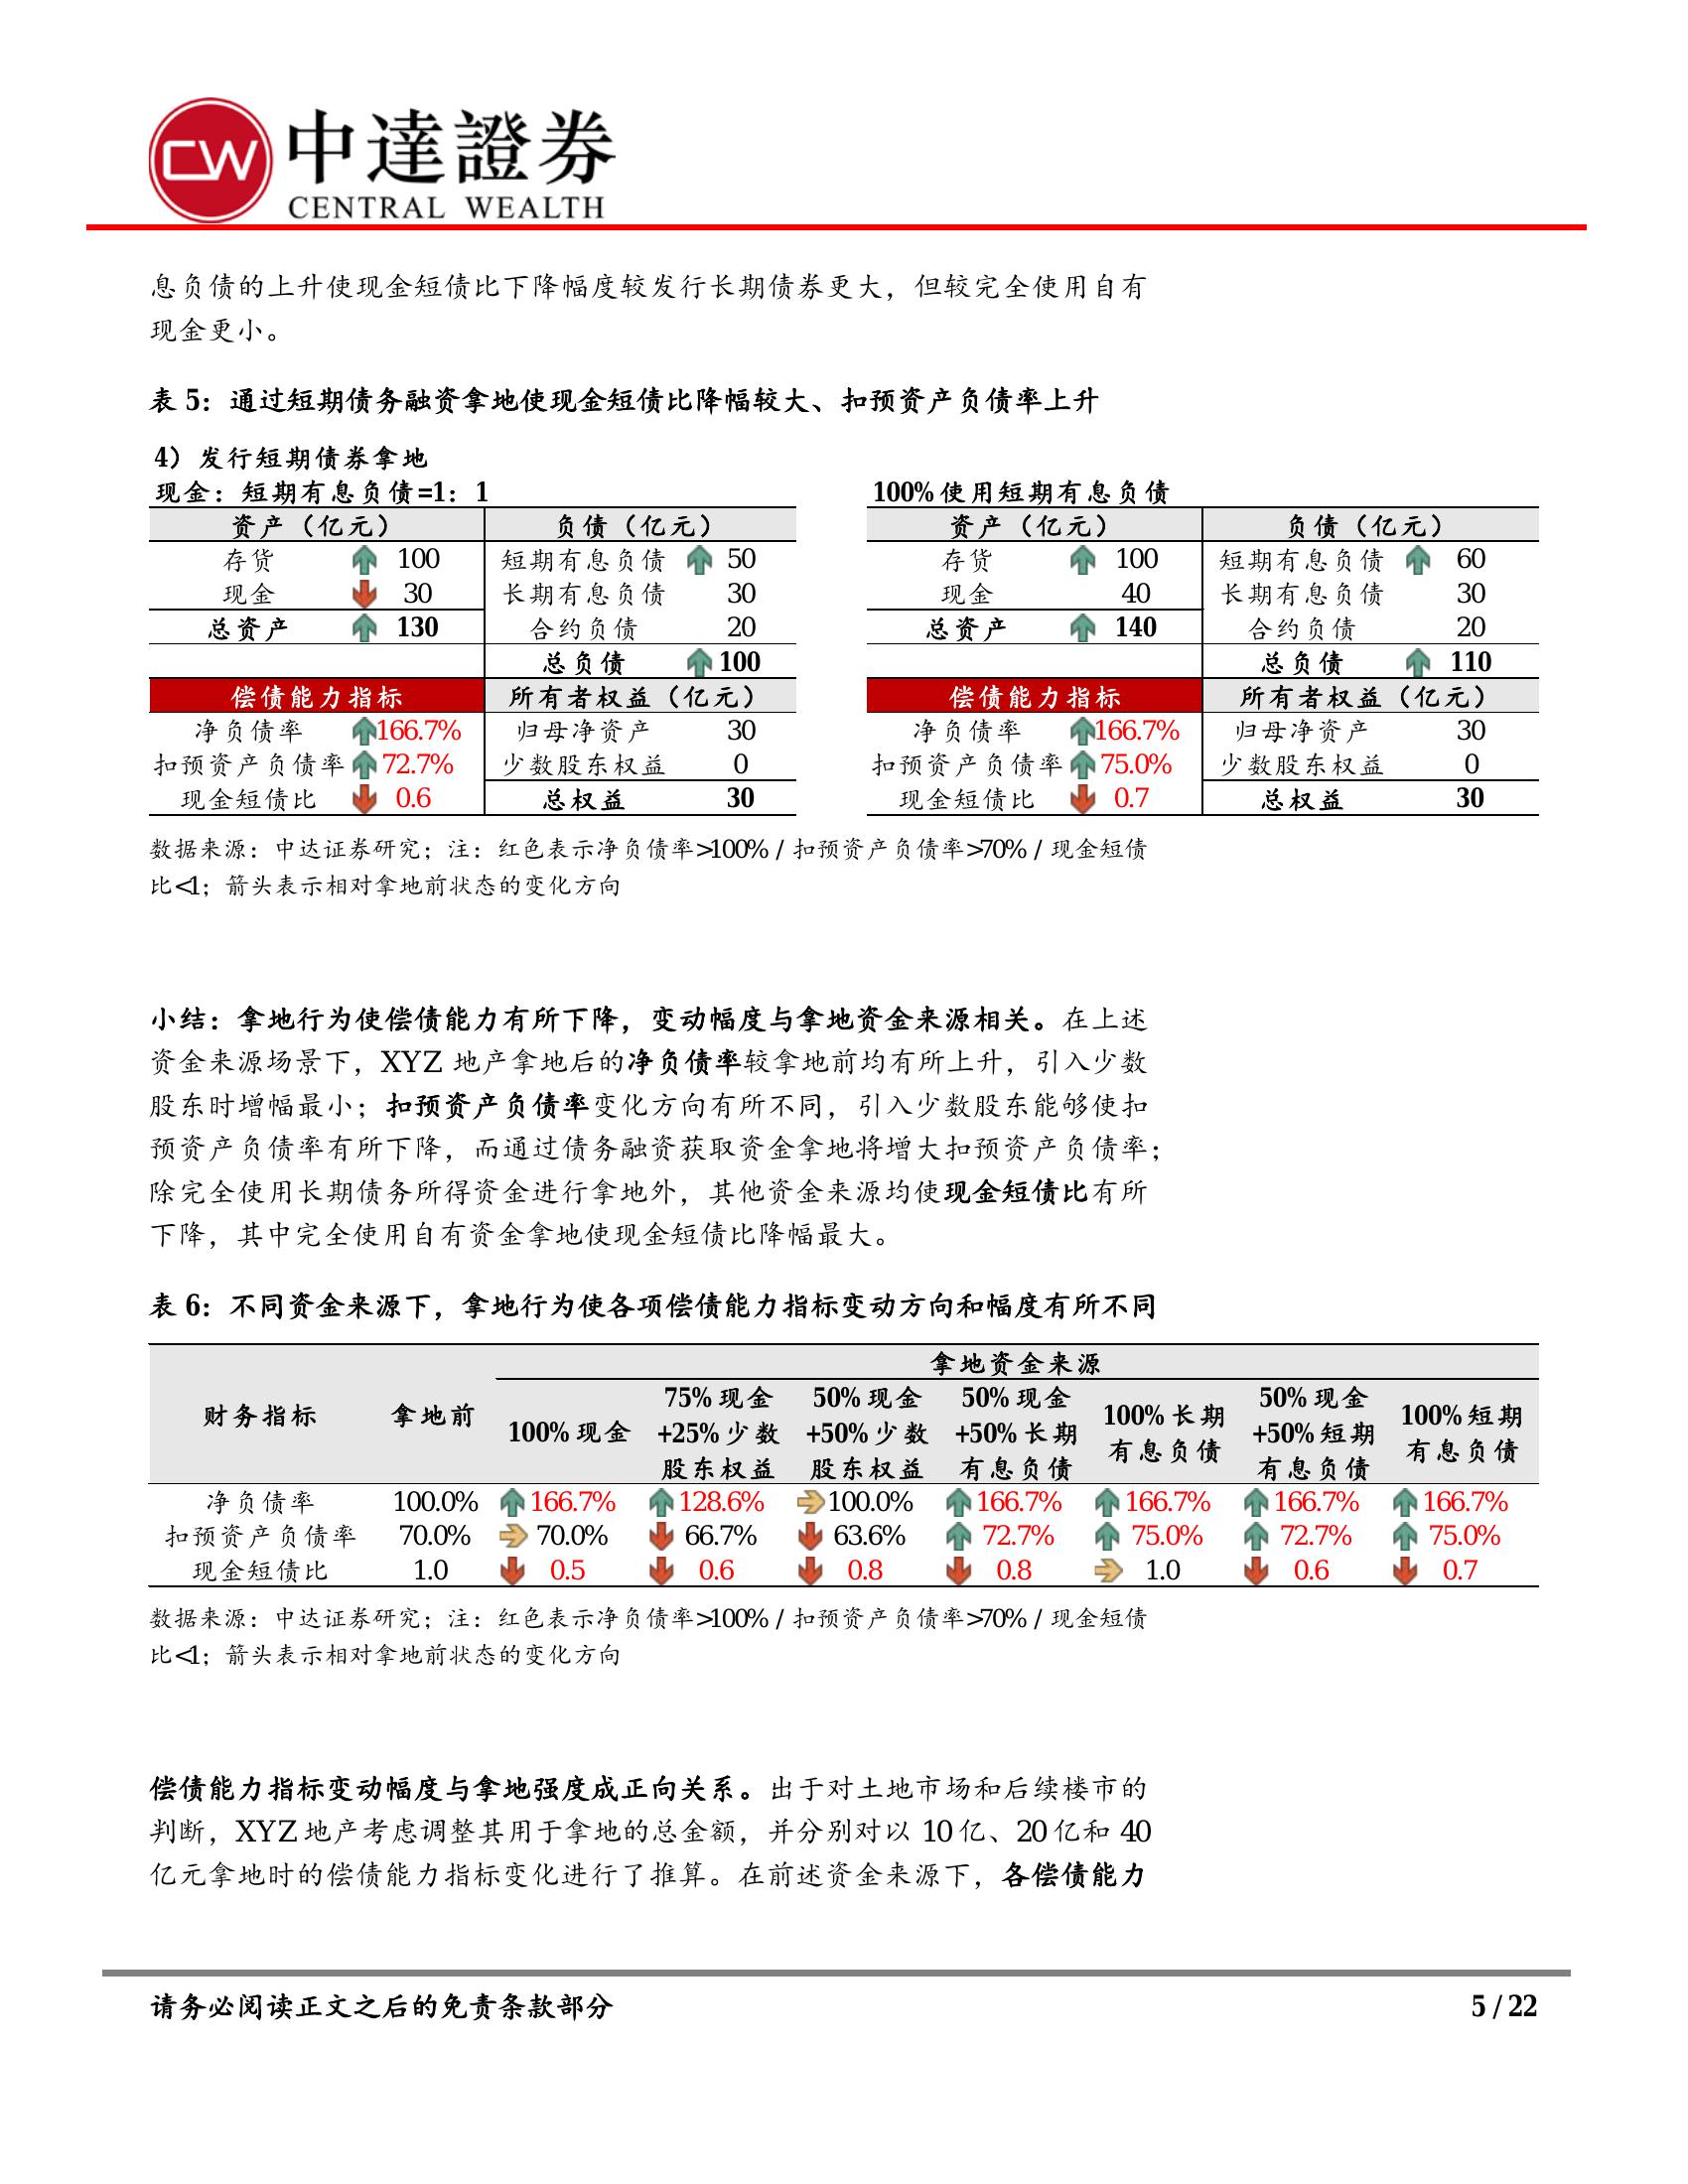 CW 中達證券
CENTRAL WEALTH
息负债的上升使现金短债比下降幅度较发行长期债券更大，但较完全使用自有
现金更小。
表 5：通过短期债务融资拿地使现金短债比降幅较大、扣预资产负债率上升
4）发行短期债券拿地
现金：短期有息负债=1：1
资产（亿元） 负债（亿元）
存货 100 短期有息负债 50
现金 30 长期有息负债 30
总资产 130 合约负债 20
总负债 100
偿债能力指标 所有者权益（亿元）
净负债率 166.7% 归母净资产 30
扣预资产负债率 72.7% 少数股东权益 0
现金短债比 0.6 总权益 30
100%使用短期有息负债
资产（亿元） 负债（亿元）
存货 100 短期有息负债 60
现金 40 长期有息负债 30
总资产 140 合约负债 20
总负债 110
偿债能力指标 所有者权益（亿元）
净负债率 166.7% 归母净资产 30
扣预资产负债率 75.0% 少数股东权益 0
现金短债比 0.7 总权益 30
数据来源：中达证券研究；注：红色表示净负债率>100% / 扣预资产负债率>70% / 现金短债
比<1；箭头表示相对拿地前状态的变化方向
小结：拿地行为使偿债能力有所下降，变动幅度与拿地资金来源相关。在上述
资金来源场景下，XYZ 地产拿地后的净负债率较拿地前均有所上升，引入少数
股东时增幅最小；扣预资产负债率变化方向有所不同，引入少数股东能够使扣
预资产负债率有所下降，而通过债务融资获取资金拿地将增大扣预资产负债率；
除完全使用长期债务所得资金进行拿地外，其他资金来源均使现金短债比有所
下降，其中完全使用自有资金拿地使现金短债比降幅最大。
表 6：不同资金来源下，拿地行为使各项偿债能力指标变动方向和幅度有所不同
拿地资金来源
财务指标 拿地前 100%现金 75%现金+25%少数股东权益 50%现金+50%少数股东权益 50%现金+50%长期有息负债 100%长期有息负债 50%现金+50%短期有息负债 100%短期有息负债
净负债率 100.0% 166.7% 128.6% 100.0% 166.7% 166.7% 166.7% 166.7%
扣预资产负债率 70.0% 70.0% 66.7% 63.6% 72.7% 75.0% 72.7% 75.0%
现金短债比 1.0 0.5 0.6 0.8 0.8 1.0 0.6 0.7
数据来源：中达证券研究；注：红色表示净负债率>100% / 扣预资产负债率>70% / 现金短债
比<1；箭头表示相对拿地前状态的变化方向
偿债能力指标变动幅度与拿地强度成正向关系。出于对土地市场和后续楼市的
判断，XYZ 地产考虑调整其用于拿地的总金额，并分别对以 10 亿、20 亿和 40
亿元拿地时的偿债能力指标变化进行了推算。在前述资金来源下，各偿债能力
请务必阅读正文之后的免责条款部分 5 / 22